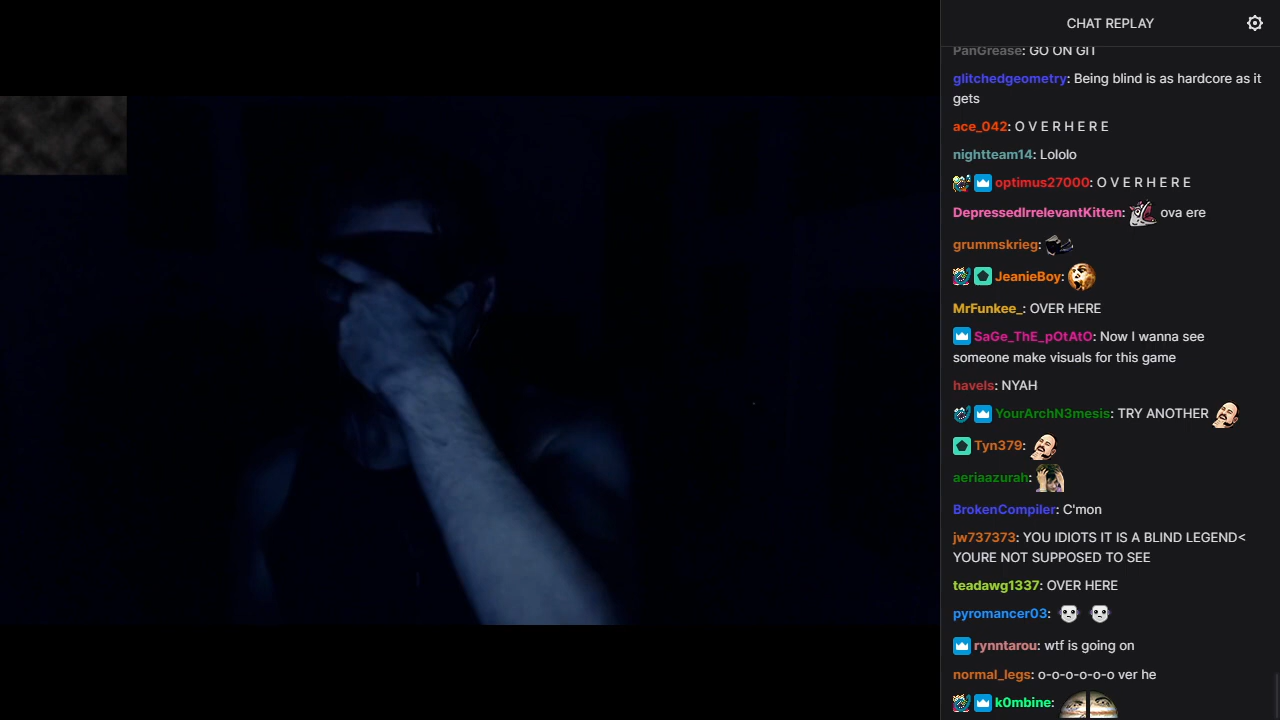 CHAT REPLAY
PanGrease: GO ON GIT
glitchedgeometry: Being blind is as hardcore as it
gets
ace_042: O V E R H E R E
nightteam14: Lololo
optimus27000: O V E R H E R E
DepressedIrrelevantKitten: ova ere
grummskrieg:
JeanieBoy:
MrFunkee_: OVER HERE
SaGe_ThE_pOtAtO: Now I wanna see
someone make visuals for this game
havels: NYAH
YourArchN3mesis: TRY ANOTHER
Tyn379:
aeriaazurah:
BrokenCompiler: C'mon
jw737373: YOU IDIOTS IT IS A BLIND LEGEND<
YOURE NOT SUPPOSED TO SEE
teadawg1337: OVER HERE
pyromancer03:
rynntarou: wtf is going on
normal_legs: o-o-o-o-o-o ver he
k0mbine: